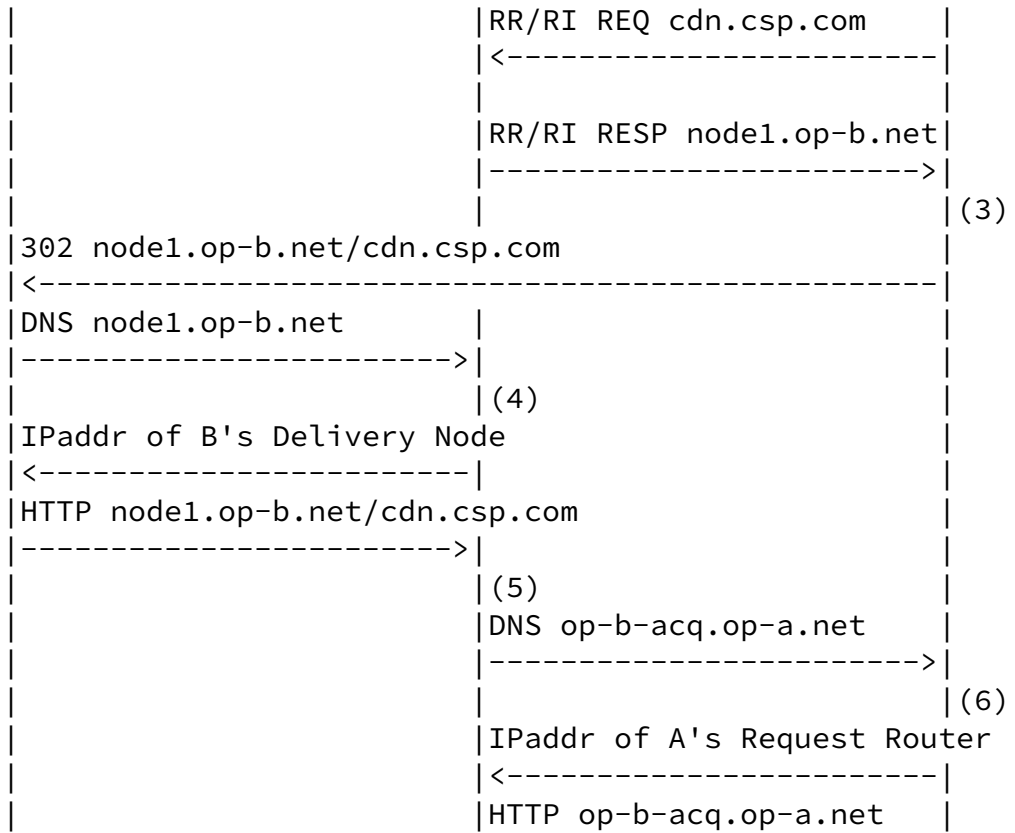 |                         |RR/RI REQ cdn.csp.com    |
|                         |<------------------------|
|                         |                         |
|                         |RR/RI RESP node1.op-b.net|
|                         |------------------------>|
|                         |                         |(3)
|302 node1.op-b.net/cdn.csp.com                     |
|<--------------------------------------------------|
|DNS node1.op-b.net       |                         |
|------------------------>|                         |
|                         |(4)                      |
|IPaddr of B's Delivery Node                        |
|<------------------------|                         |
|HTTP node1.op-b.net/cdn.csp.com                    |
|------------------------>|                         |
|                         |(5)                      |
|                         |DNS op-b-acq.op-a.net    |
|                         |------------------------>|
|                         |                         |(6)
|                         |IPaddr of A's Request Router
|                         |<------------------------|
|                         |HTTP op-b-acq.op-a.net   |